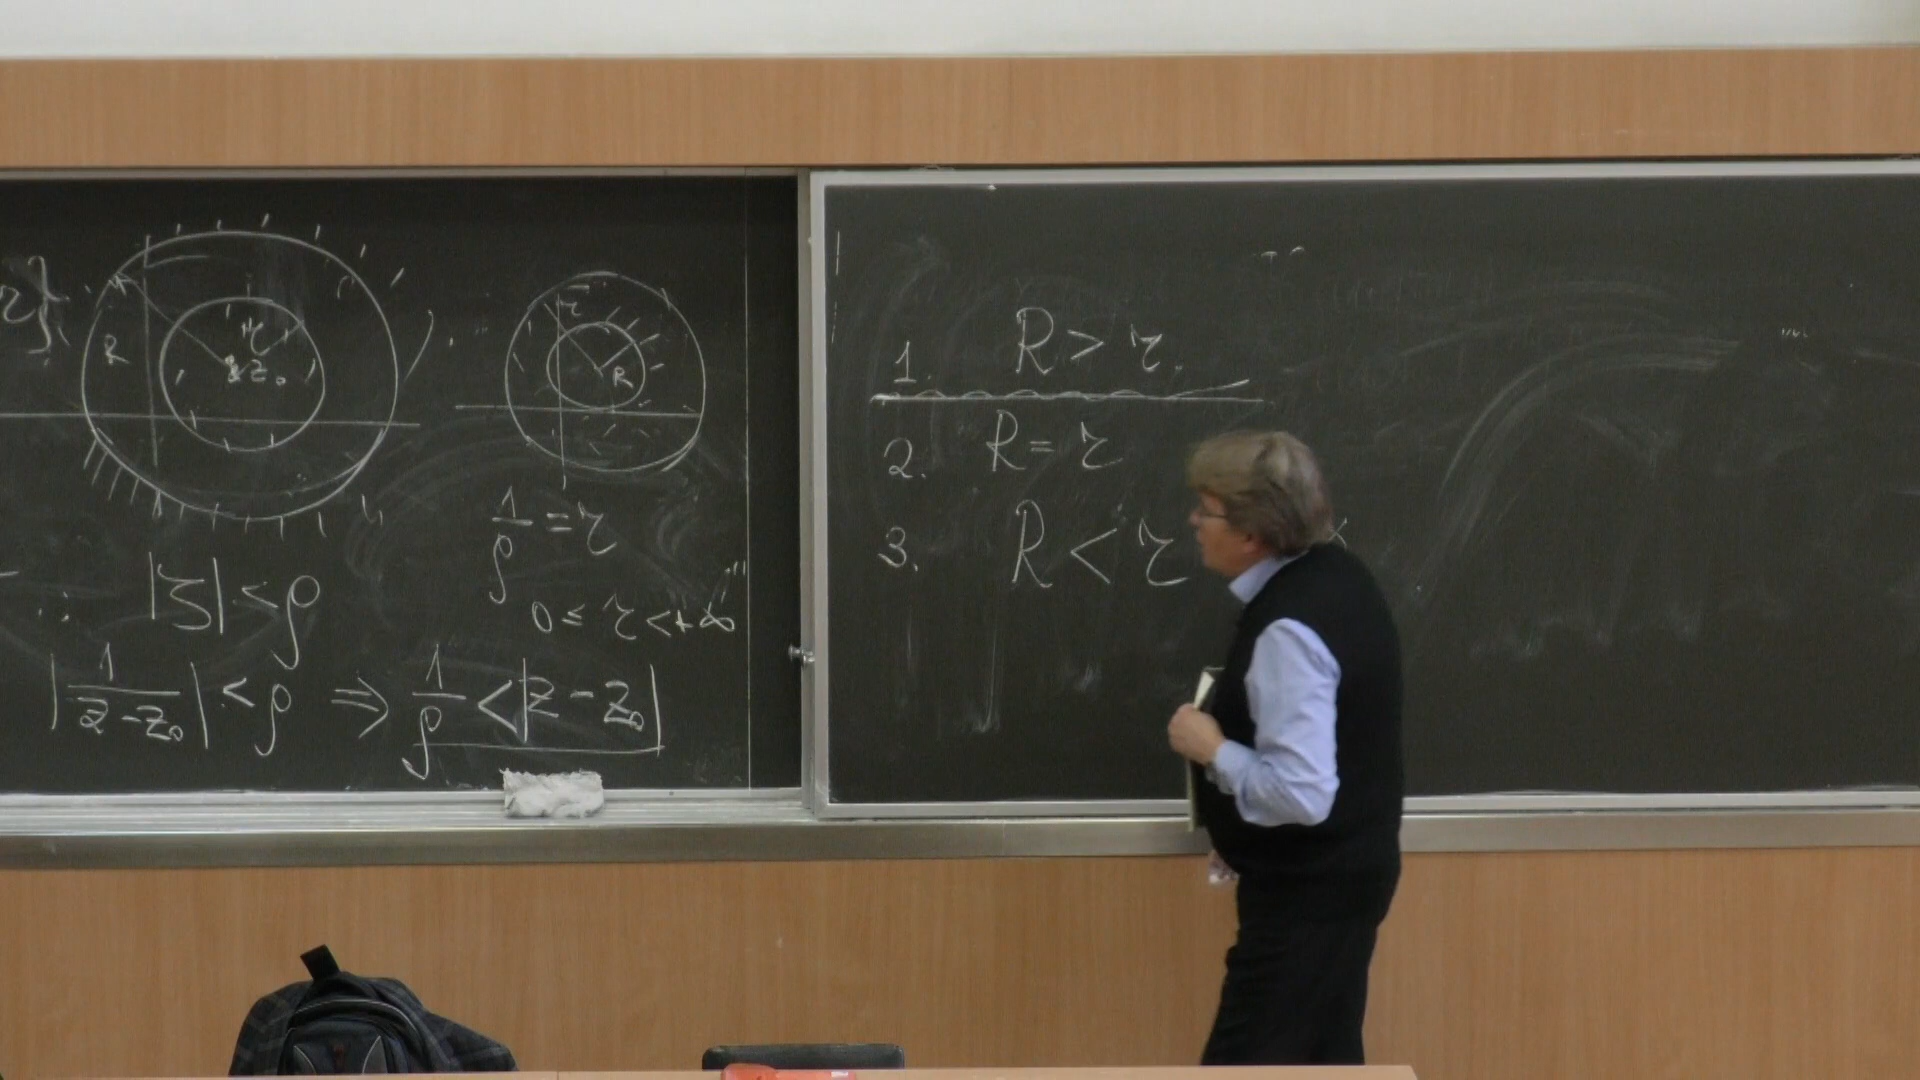 r}
R
r
z₀
r
R
1/ρ = r
0 ≤ r < +∞
|ζ| < ρ
|1/(z - z₀)| < ρ ⇒ 1/ρ < |z - z₀|
1. R > r.
2. R = r
3. R < r